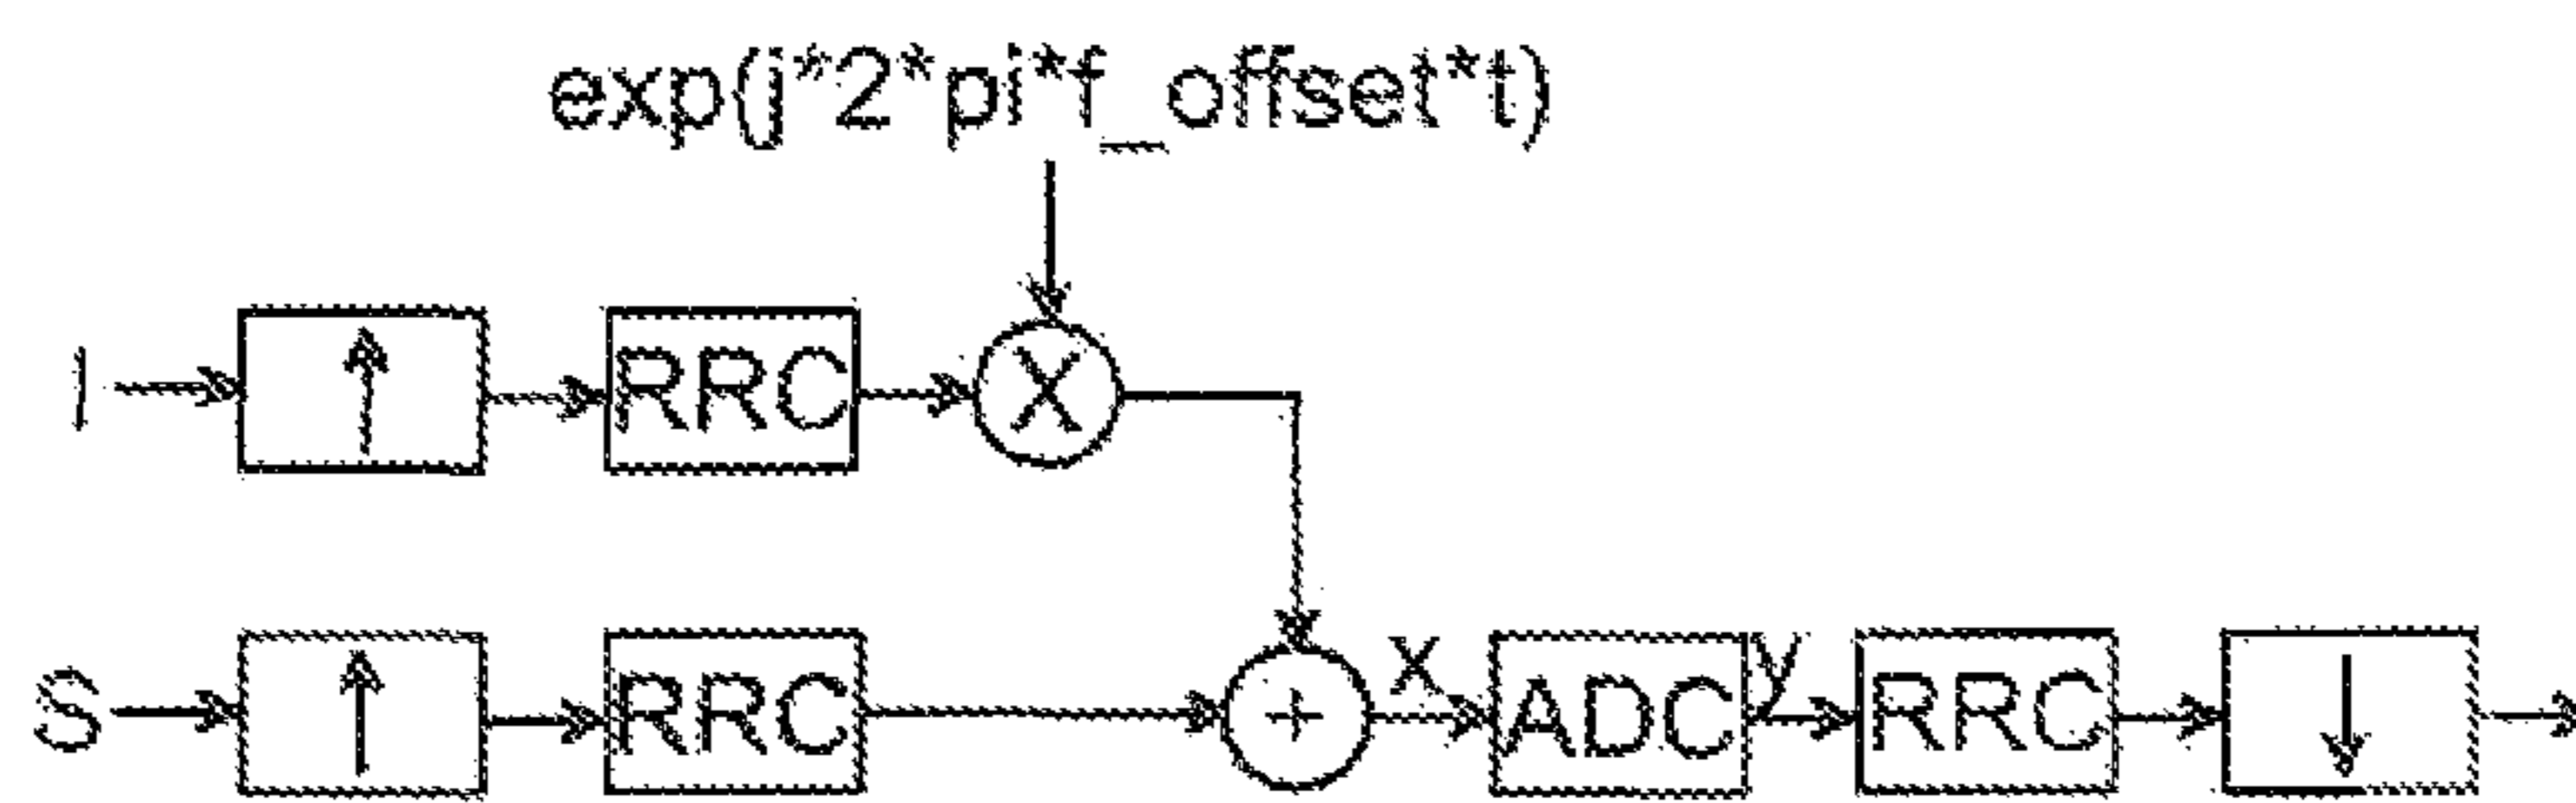 exp(j*2*pi*f_offset*t)
I RRC X
S RRC + x ADC y RRC